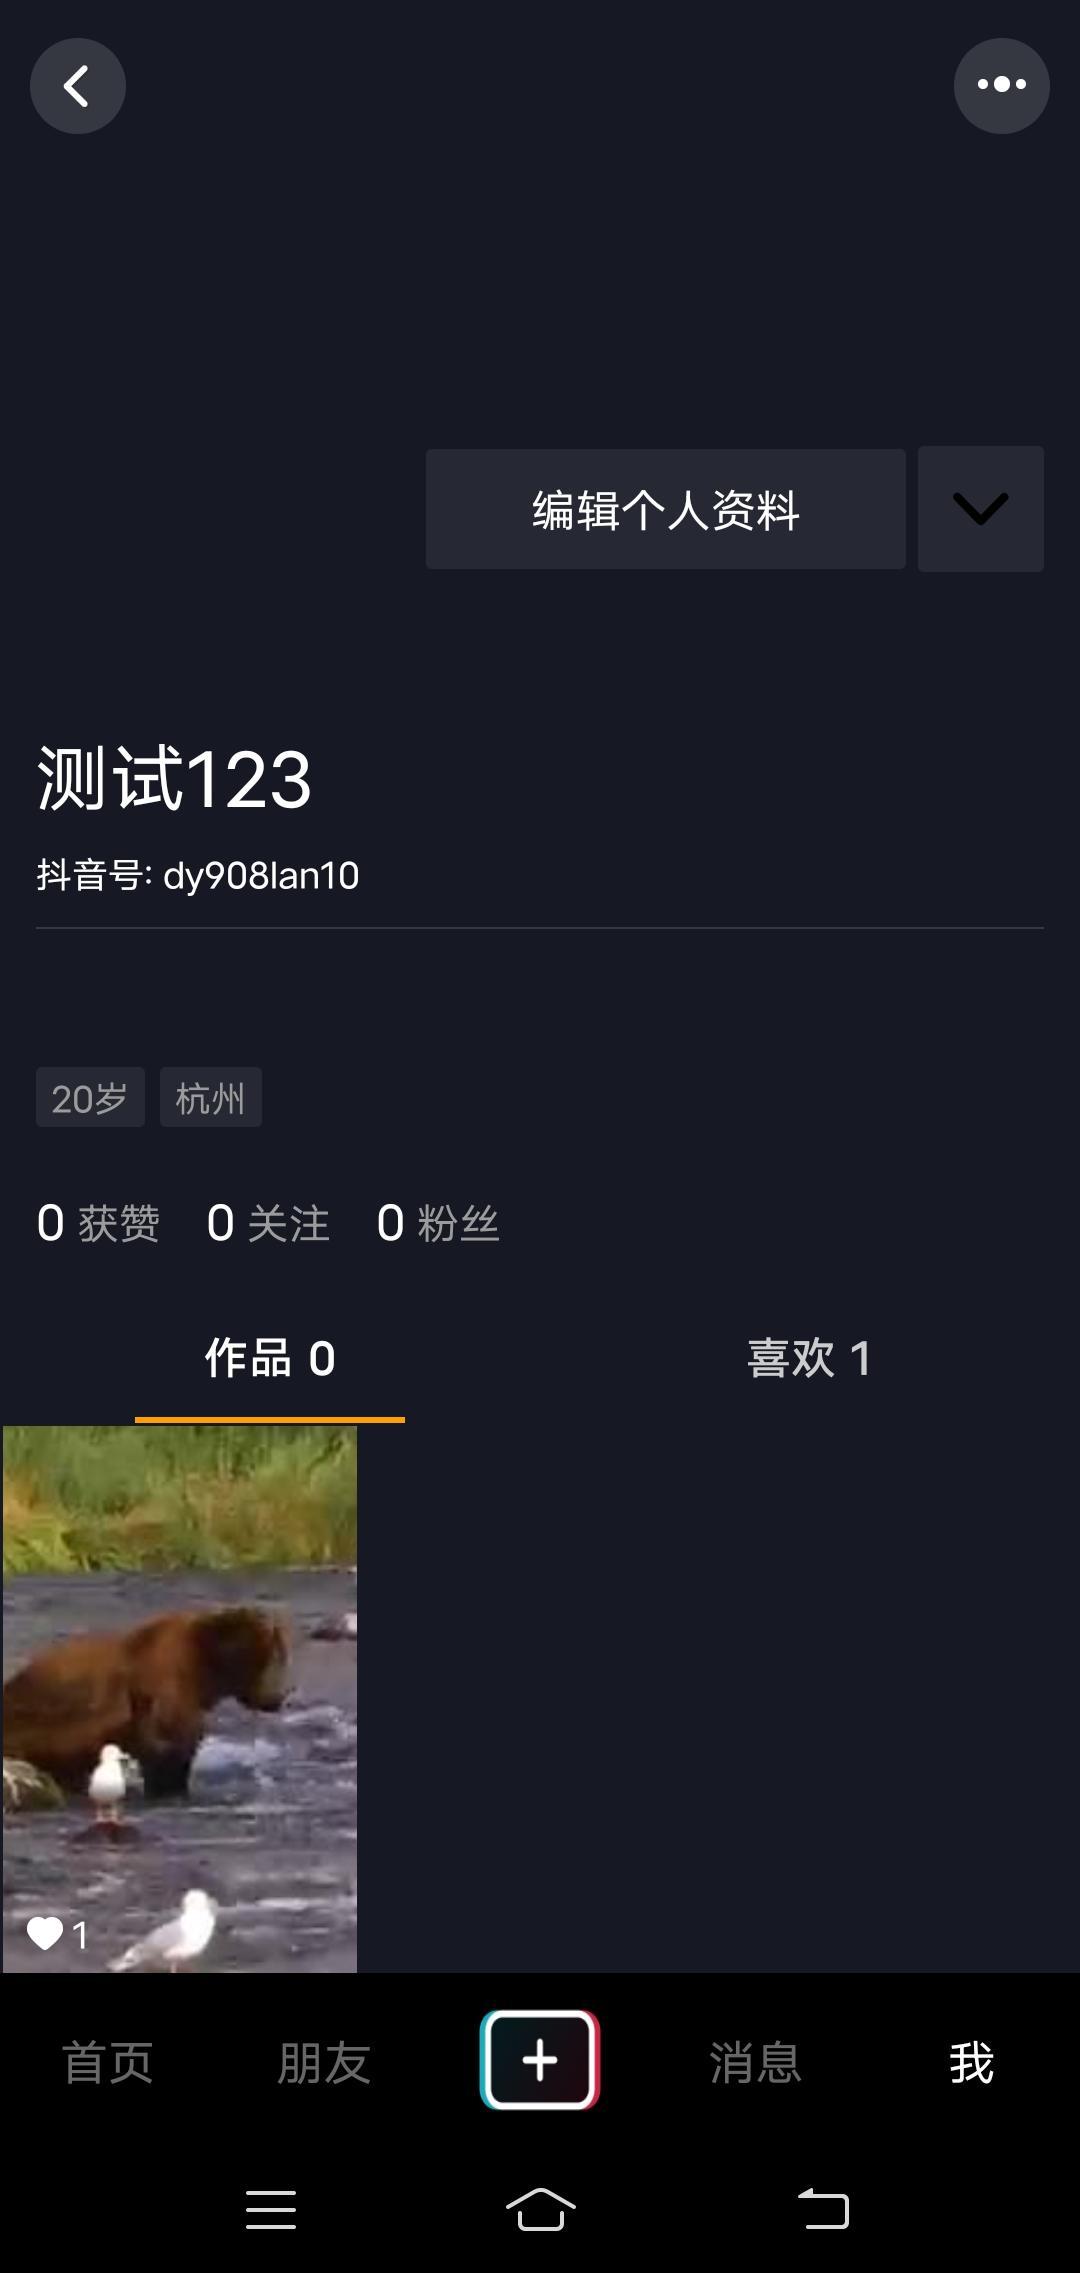 编辑个人资料
测试123
抖音号: dy908lan10
20岁 杭州
0 获赞 0 关注 0 粉丝
作品 0 喜欢 1
1
首页 朋友 消息 我